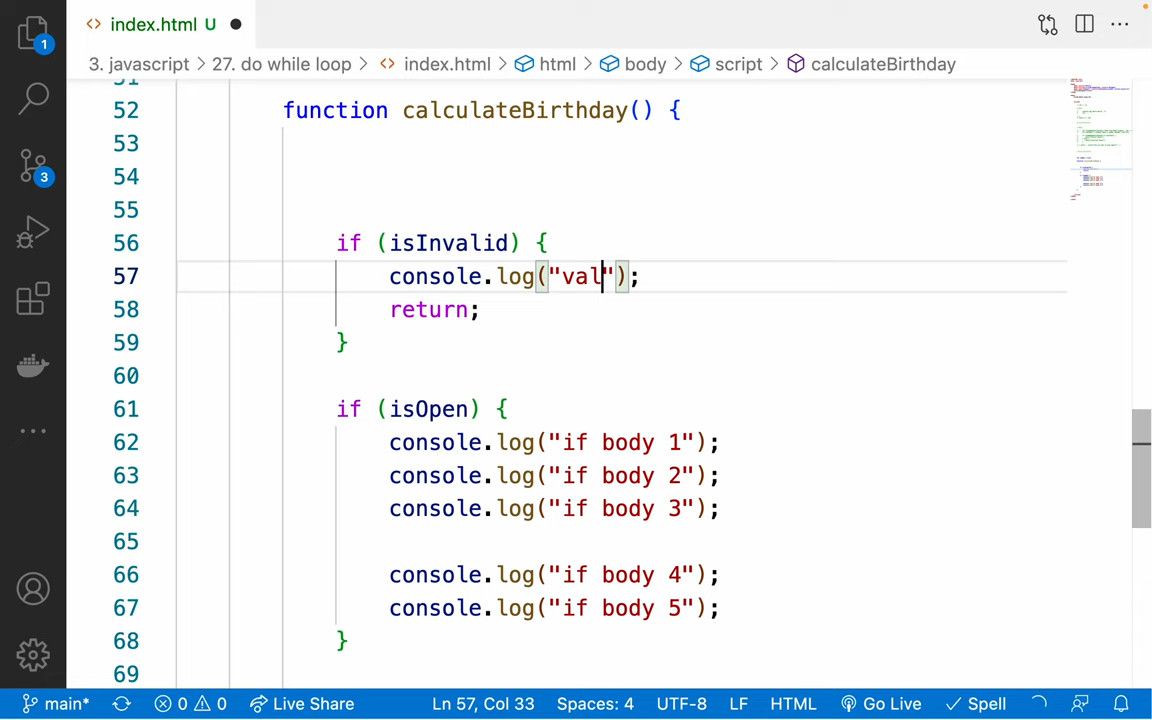 index.html U
1
3. javascript > 27. do while loop > index.html > html > body > script > calculateBirthday
52 function calculateBirthday() {
53
54
55
56 if (isInvalid) {
57 console.log("val");
58 return;
59 }
60
61 if (isOpen) {
62 console.log("if body 1");
63 console.log("if body 2");
64 console.log("if body 3");
65
66 console.log("if body 4");
67 console.log("if body 5");
68 }
69
3
main* 0 0 Live Share Ln 57, Col 33 Spaces: 4 UTF-8 LF HTML Go Live Spell